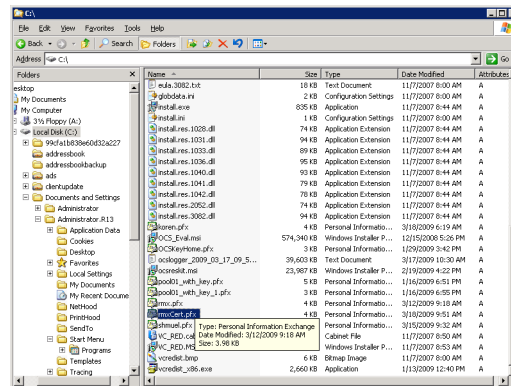 C:\
File Edit View Favorites Tools Help
Back Search Folders
Address C:\ Go
Folders
esktop
My Documents
My Computer
3½ Floppy (A:)
Local Disk (C:)
99cfa1b838e60d32a227
addressbook
addressbookbackup
ads
clientupdate
Documents and Settings
Administrator
Administrator.R13
Application Data
Cookies
Desktop
Favorites
Local Settings
My Documents
My Recent Docume
NetHood
PrintHood
SendTo
Start Menu
Programs
Templates
Tracing
Name Size Type Date Modified Attributes
eula.3082.txt 18 KB Text Document 11/7/2007 8:00 AM A
globdata.ini 2 KB Configuration Settings 11/7/2007 8:00 AM A
install.exe 835 KB Application 11/7/2007 8:44 AM A
install.ini 1 KB Configuration Settings 11/7/2007 8:00 AM A
install.res.1028.dll 74 KB Application Extension 11/7/2007 8:44 AM A
install.res.1031.dll 94 KB Application Extension 11/7/2007 8:44 AM A
install.res.1033.dll 89 KB Application Extension 11/7/2007 8:44 AM A
install.res.1036.dll 95 KB Application Extension 11/7/2007 8:44 AM A
install.res.1040.dll 93 KB Application Extension 11/7/2007 8:44 AM A
install.res.1041.dll 79 KB Application Extension 11/7/2007 8:44 AM A
install.res.1042.dll 78 KB Application Extension 11/7/2007 8:44 AM A
install.res.2052.dll 74 KB Application Extension 11/7/2007 8:44 AM A
install.res.3082.dll 94 KB Application Extension 11/7/2007 8:44 AM A
koren.pfx 4 KB Personal Informatio... 3/18/2009 6:19 AM A
OCS_Eval.msi 574,340 KB Windows Installer P... 12/15/2008 5:26 PM A
OCSKeyHome.pfx 3 KB Personal Informatio... 1/29/2009 3:42 PM A
ocslogger_2009_03_17_09_5... 39,603 KB Text Document 3/17/2009 10:30 AM A
ocsreskit.msi 23,987 KB Windows Installer P... 2/19/2009 4:22 PM A
pool01_with_key.pfx 5 KB Personal Informatio... 1/16/2009 6:51 PM A
pool01_with_key_1.pfx 3 KB Personal Informatio... 1/16/2009 6:55 PM A
rmx.pfx 4 KB Personal Informatio... 3/12/2009 9:18 AM A
rmxCert.pfx 4 KB Personal Informatio... 3/18/2009 9:51 AM A
shmuel.pfx Personal Informatio... 3/15/2009 9:32 AM A
VC_RED.cab Cabinet File 11/7/2007 8:50 AM A
VC_RED.MS Windows Installer P... 11/7/2007 8:53 AM A
vcredist.bmp 6 KB Bitmap Image 11/7/2007 8:00 AM A
vcredist_x86.exe 2,660 KB Application 1/13/2009 12:40 PM A
Type: Personal Information Exchange
Date Modified: 3/12/2009 9:18 AM
Size: 3.98 KB